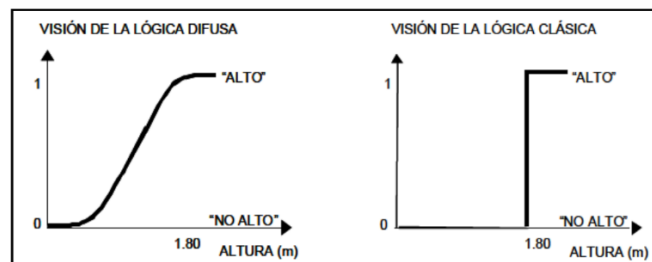 VISIÓN DE LA LÓGICA DIFUSA
1
"ALTO"
0
"NO ALTO"
1.80
ALTURA (m)
VISIÓN DE LA LÓGICA CLÁSICA
1
"ALTO"
0
"NO ALTO"
1.80
ALTURA (m)